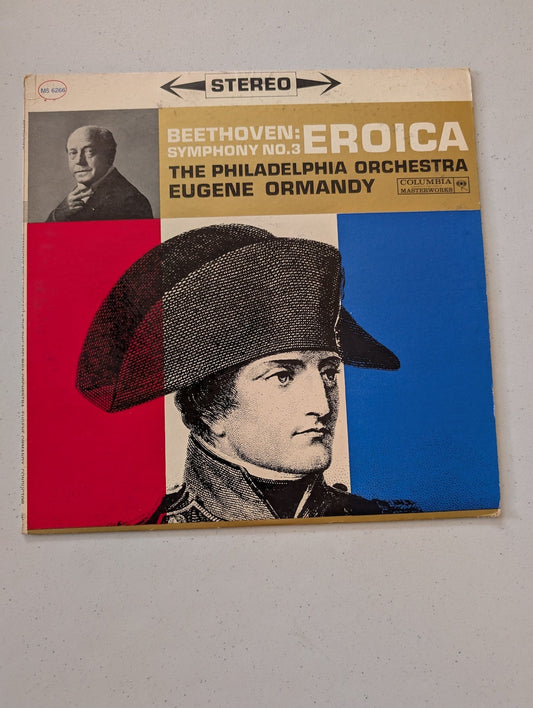 MS 6266
STEREO
BEETHOVEN:
SYMPHONY NO.3 EROICA
THE PHILADELPHIA ORCHESTRA
EUGENE ORMANDY
COLUMBIA
MASTERWORKS